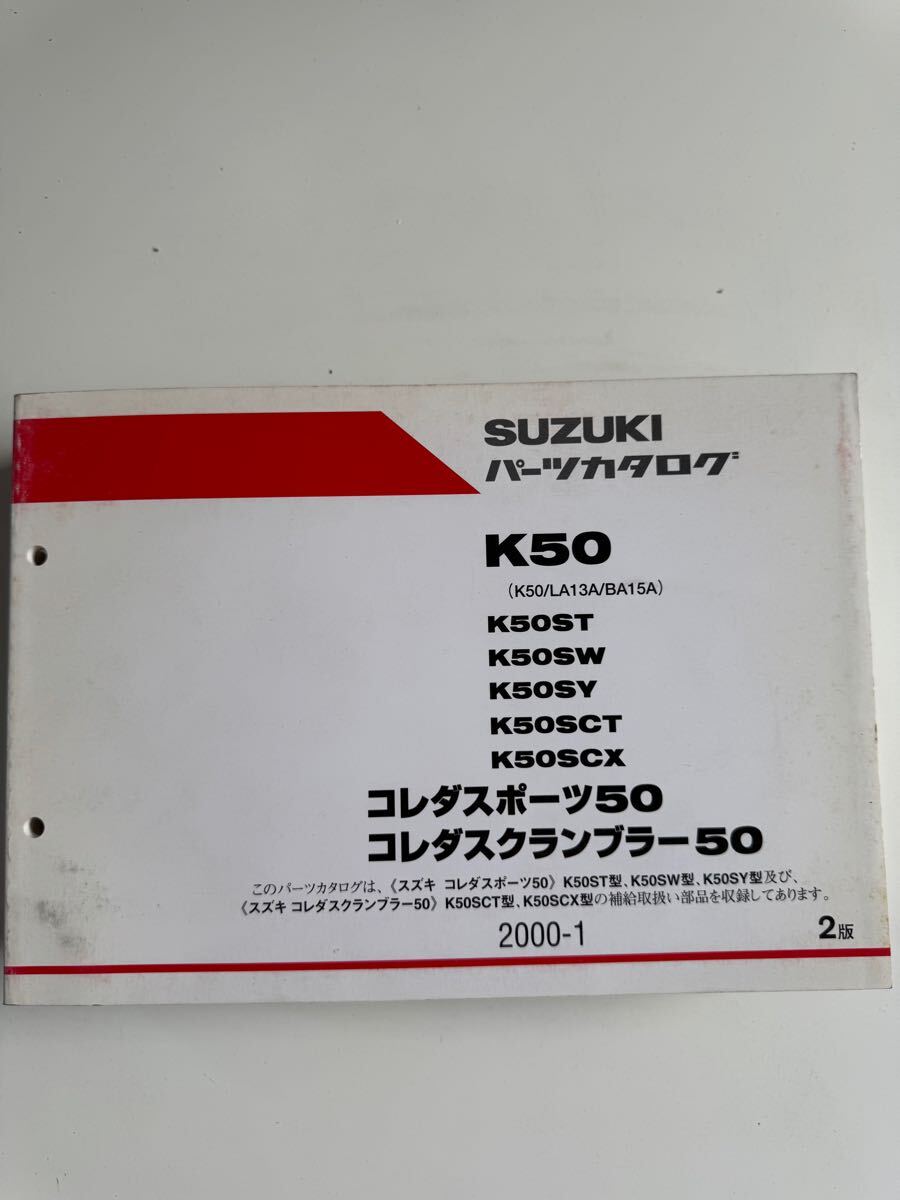 SUZUKI
パーツカタログ
K50
(K50/LA13A/BA15A)
K50ST
K50SW
K50SY
K50SCT
K50SCX
コレダスポーツ50
コレダスクランブラー50
このパーツカタログは、《スズキ コレダスポーツ50》K50ST型、K50SW型、K50SY型及び、
《スズキ コレダスクランブラー50》K50SCT型、K50SCX型の補給取扱い部品を収録してあります。
2000-1
2版